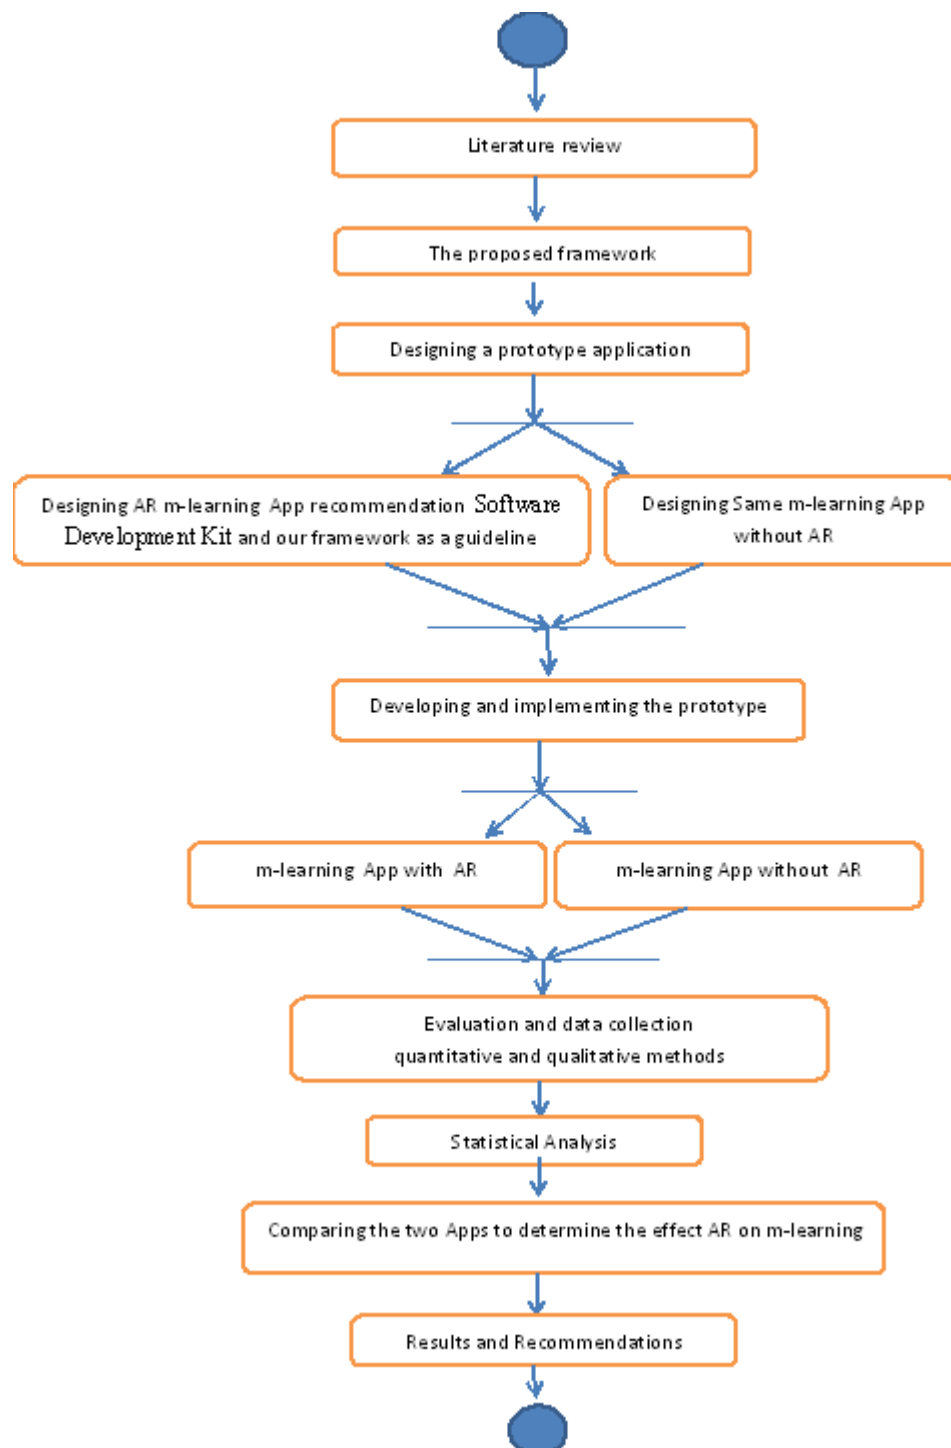 Literature review
The proposed framework
Designing a prototype application
Designing AR m-learning App recommendation Software
Development Kit and our framework as a guideline
Designing Same m-learning App
without AR
Developing and implementing the prototype
m-learning App with AR
m-learning App without AR
Evaluation and data collection
quantitative and qualitative methods
Statistical Analysis
Comparing the two Apps to determine the effect AR on m-learning
Results and Recommendations